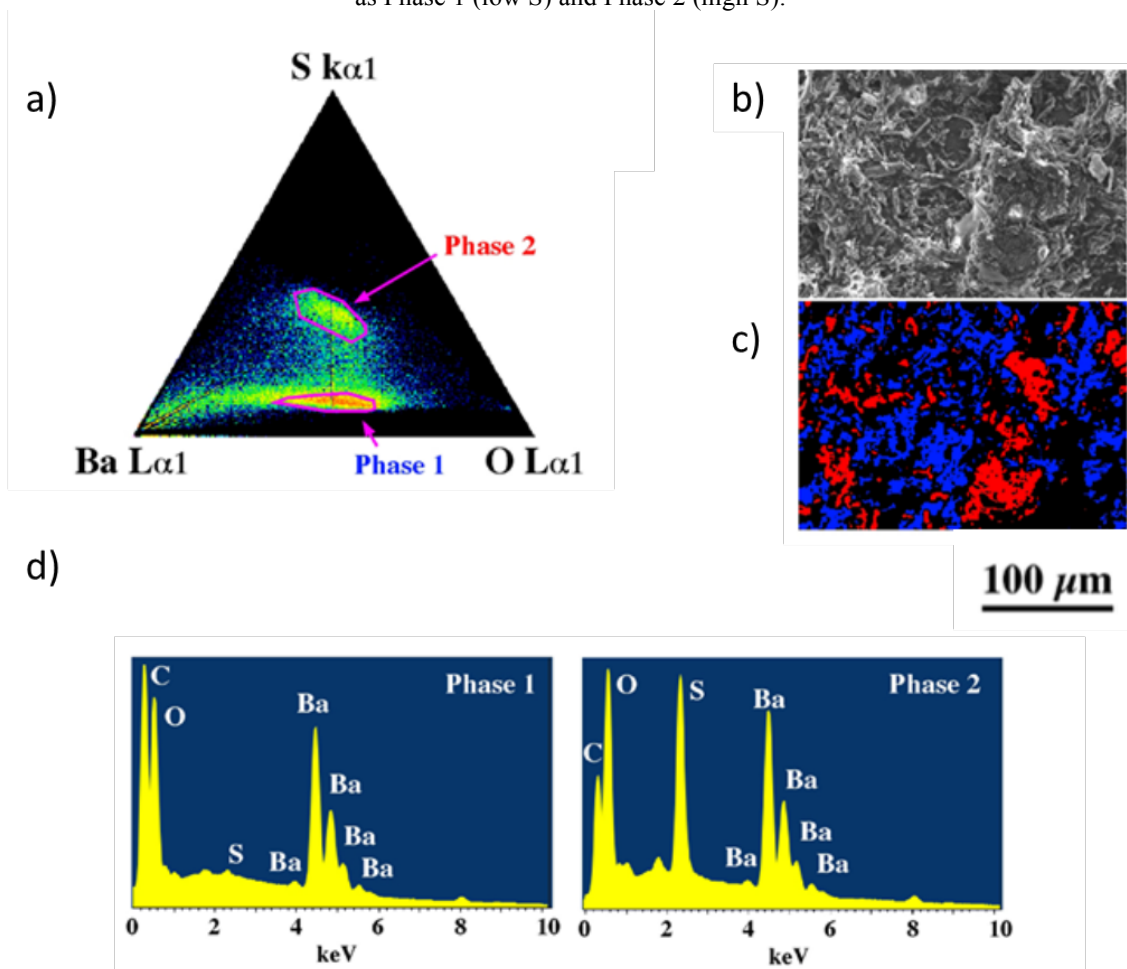 as Phase 1 (low S) and Phase 2 (high S).
a)
S kα1
Phase 2
Ba Lα1
Phase 1
O Lα1
b)
c)
100 μm
d)
C
O
S
Ba
Ba
Ba
Ba
Ba
Phase 1
0 2 4 6 8 10
keV
C
O
S
Ba
Ba
Ba
Ba
Ba
Phase 2
0 2 4 6 8 10
keV